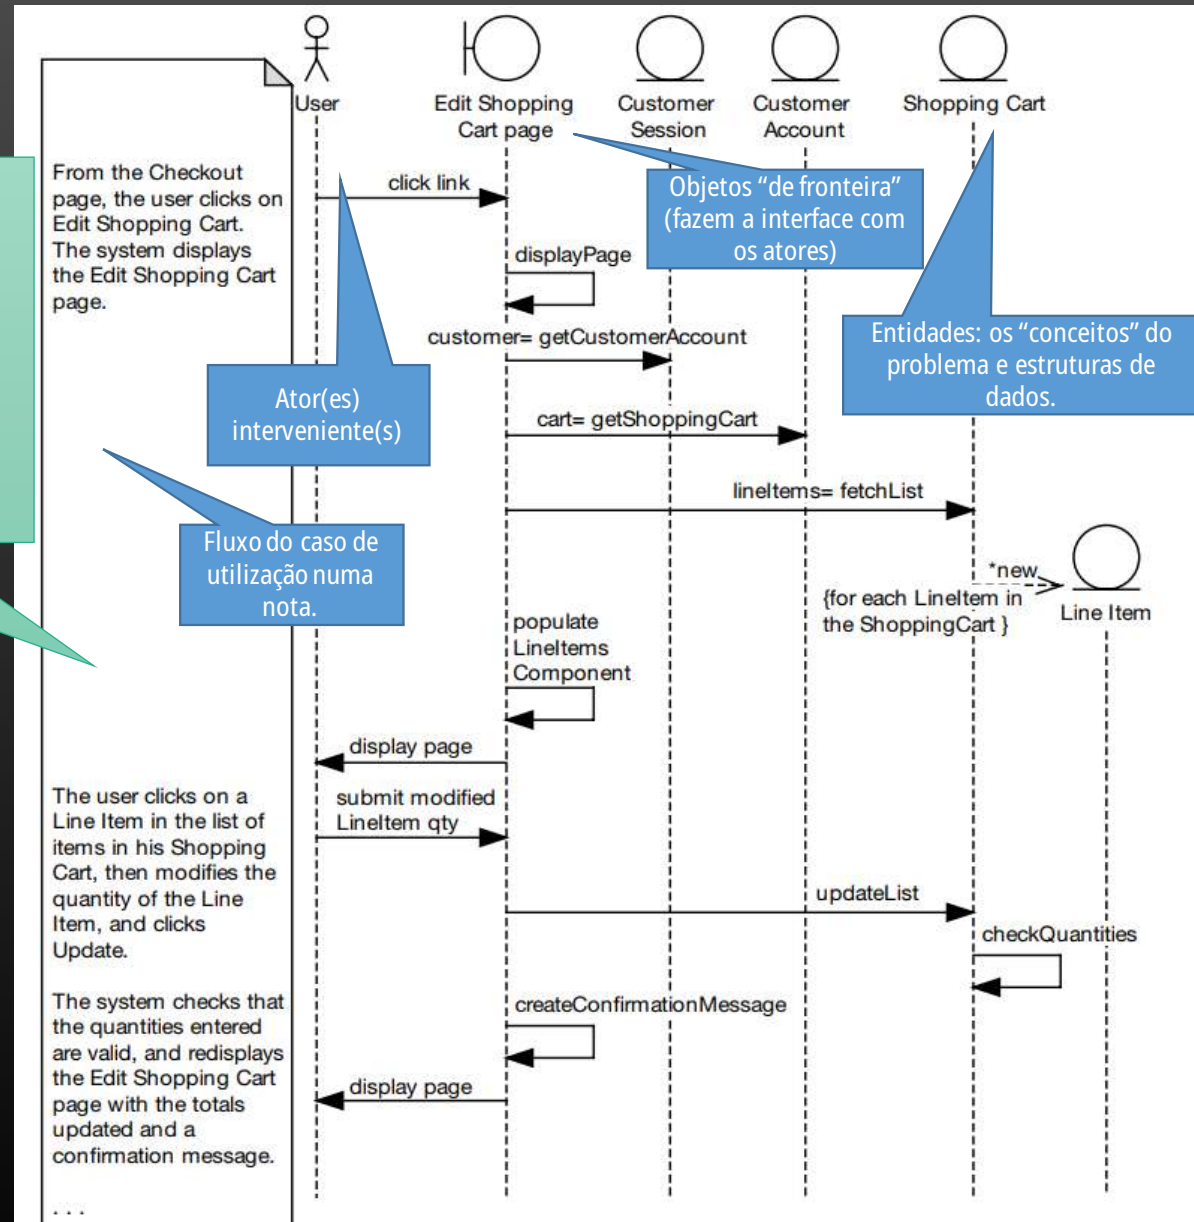 User
Edit Shopping
Cart page
Customer
Session
Customer
Account
Shopping Cart
From the Checkout
page, the user clicks on
Edit Shopping Cart.
The system displays
the Edit Shopping Cart
page.
click link
Objetos “de fronteira”
(fazem a interface com
os atores)
displayPage
customer= getCustomerAccount
Entidades: os “conceitos” do
problema e estruturas de
dados.
Ator(es)
interveniente(s)
cart= getShoppingCart
lineItems= fetchList
Fluxo do caso de
utilização numa
nota.
*new
{for each LineItem in
the ShoppingCart }
Line Item
populate
LineItems
Component
display page
The user clicks on a
Line Item in the list of
items in his Shopping
Cart, then modifies the
quantity of the Line
Item, and clicks
Update.
submit modified
LineItem qty
updateList
checkQuantities
The system checks that
the quantities entered
are valid, and redisplays
the Edit Shopping Cart
page with the totals
updated and a
confirmation message.
createConfirmationMessage
display page
. . .